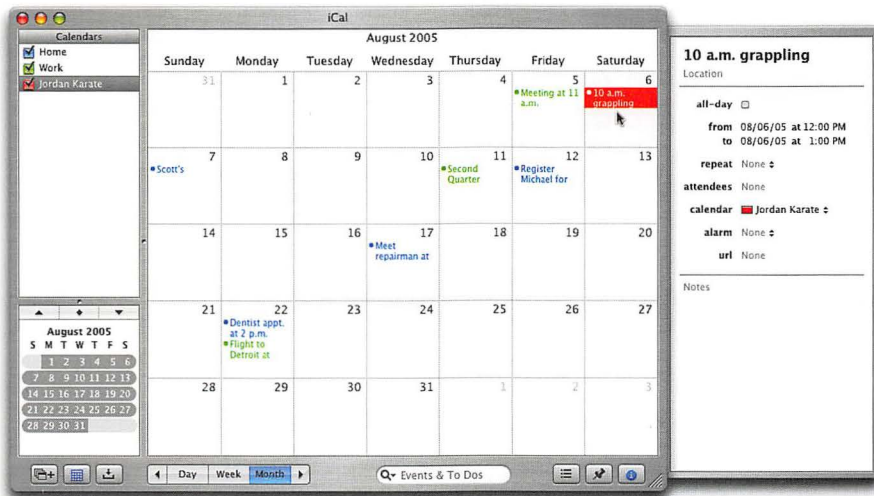 iCal
Calendars
Home
Work
Jordan Karate
August 2005
Sunday Monday Tuesday Wednesday Thursday Friday Saturday
31 1 2 3 4 5 6
Meeting at 11
a.m.
10 a.m.
grappling
7 8 9 10 11 12 13
Scott's
Second
Quarter
Register
Michael for
14 15 16 17 18 19 20
Meet
repairman at
21 22 23 24 25 26 27
Dentist appt.
at 2 p.m.
Flight to
Detroit at
28 29 30 31 1 2 3
August 2005
S M T W T F S
1 2 3 4 5 6
7 8 9 10 11 12 13
14 15 16 17 18 19 20
21 22 23 24 25 26 27
28 29 30 31
Day Week Month
Events & To Dos
10 a.m. grappling
Location
all-day
from 08/06/05 at 12:00 PM
to 08/06/05 at 1:00 PM
repeat None
attendees None
calendar Jordan Karate
alarm None
url None
Notes